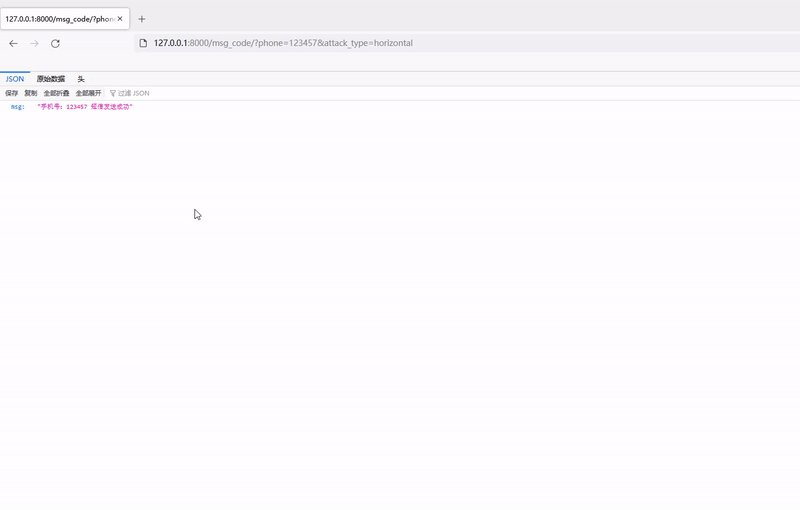 127.0.0.1:8000/msg_code/?phon
127.0.0.1:8000/msg_code/?phone=123457&attack_type=horizontal
JSON 原始数据 头
保存 复制 全部折叠 全部展开 过滤 JSON
msg: "手机号: 123457 短信发送成功"